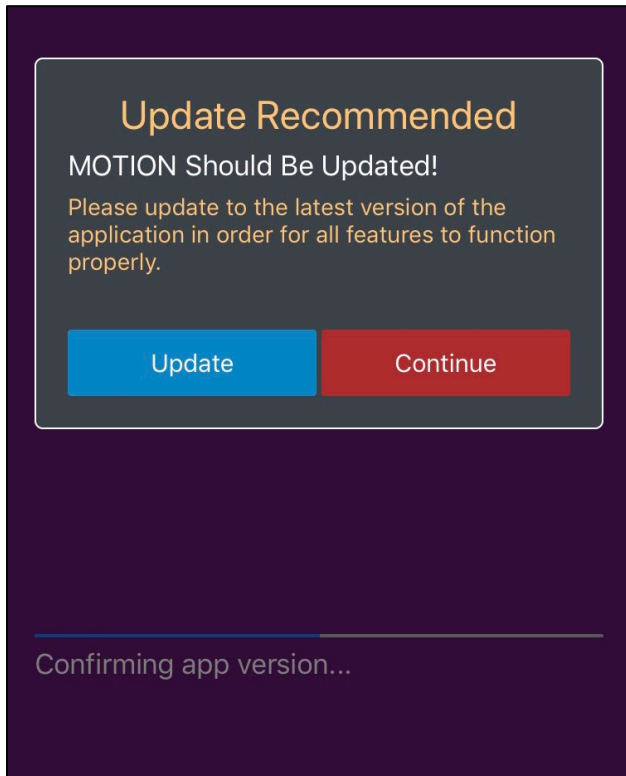 Update Recommended
MOTION Should Be Updated!
Please update to the latest version of the
application in order for all features to function
properly.
Update
Continue
Confirming app version...